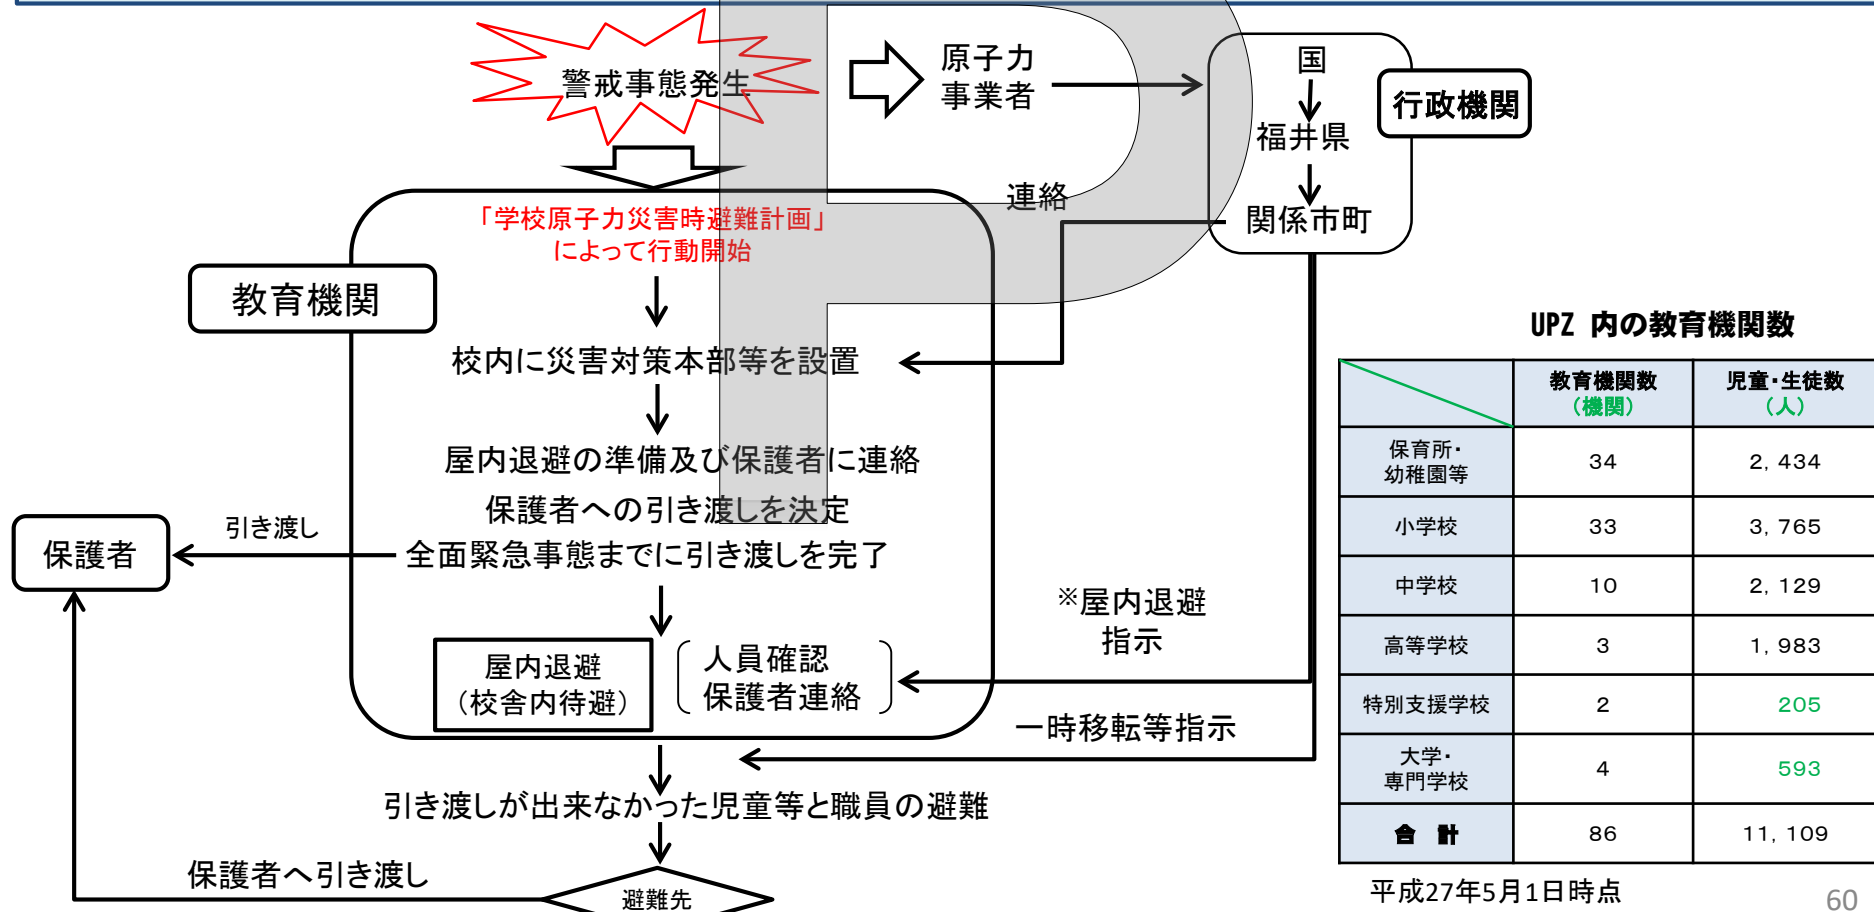 警戒事態発生
原子力
事業者
国
福井県
関係市町
行政機関
連絡
「学校原子力災害時避難計画」
によって行動開始
教育機関
校内に災害対策本部等を設置
屋内退避の準備及び保護者に連絡
保護者への引き渡しを決定
全面緊急事態までに引き渡しを完了
引き渡し
保護者
※屋内退避
指示
屋内退避
(校舎内待避)
人員確認
保護者連絡
一時移転等指示
引き渡しが出来なかった児童等と職員の避難
保護者へ引き渡し
避難先
UPZ 内の教育機関数
教育機関数 児童・生徒数
(機関) (人)
保育所・
幼稚園等 34 2,434
小学校 33 3,765
中学校 10 2,129
高等学校 3 1,983
特別支援学校 2 205
大学・
専門学校 4 593
合 計 86 11,109
平成27年5月1日時点
60
P